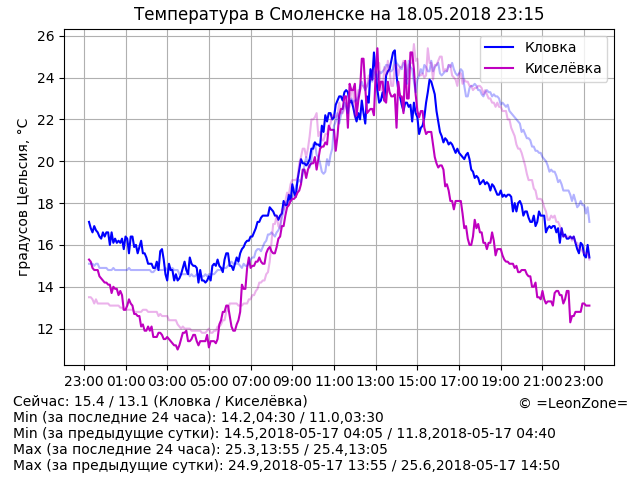 Температура в Смоленске на 18.05.2018 23:15
26
24
22
20
18
16
14
12
градусов Цельсия, °C
Кловка
Киселёвка
23:00 01:00 03:00 05:00 07:00 09:00 11:00 13:00 15:00 17:00 19:00 21:00 23:00
Сейчас: 15.4 / 13.1 (Кловка / Киселёвка)
© =LeonZone=
Min (за последние 24 часа): 14.2,04:30 / 11.0,03:30
Min (за предыдущие сутки): 14.5,2018-05-17 04:05 / 11.8,2018-05-17 04:40
Max (за последние 24 часа): 25.3,13:55 / 25.4,13:05
Max (за предыдущие сутки): 24.9,2018-05-17 13:55 / 25.6,2018-05-17 14:50